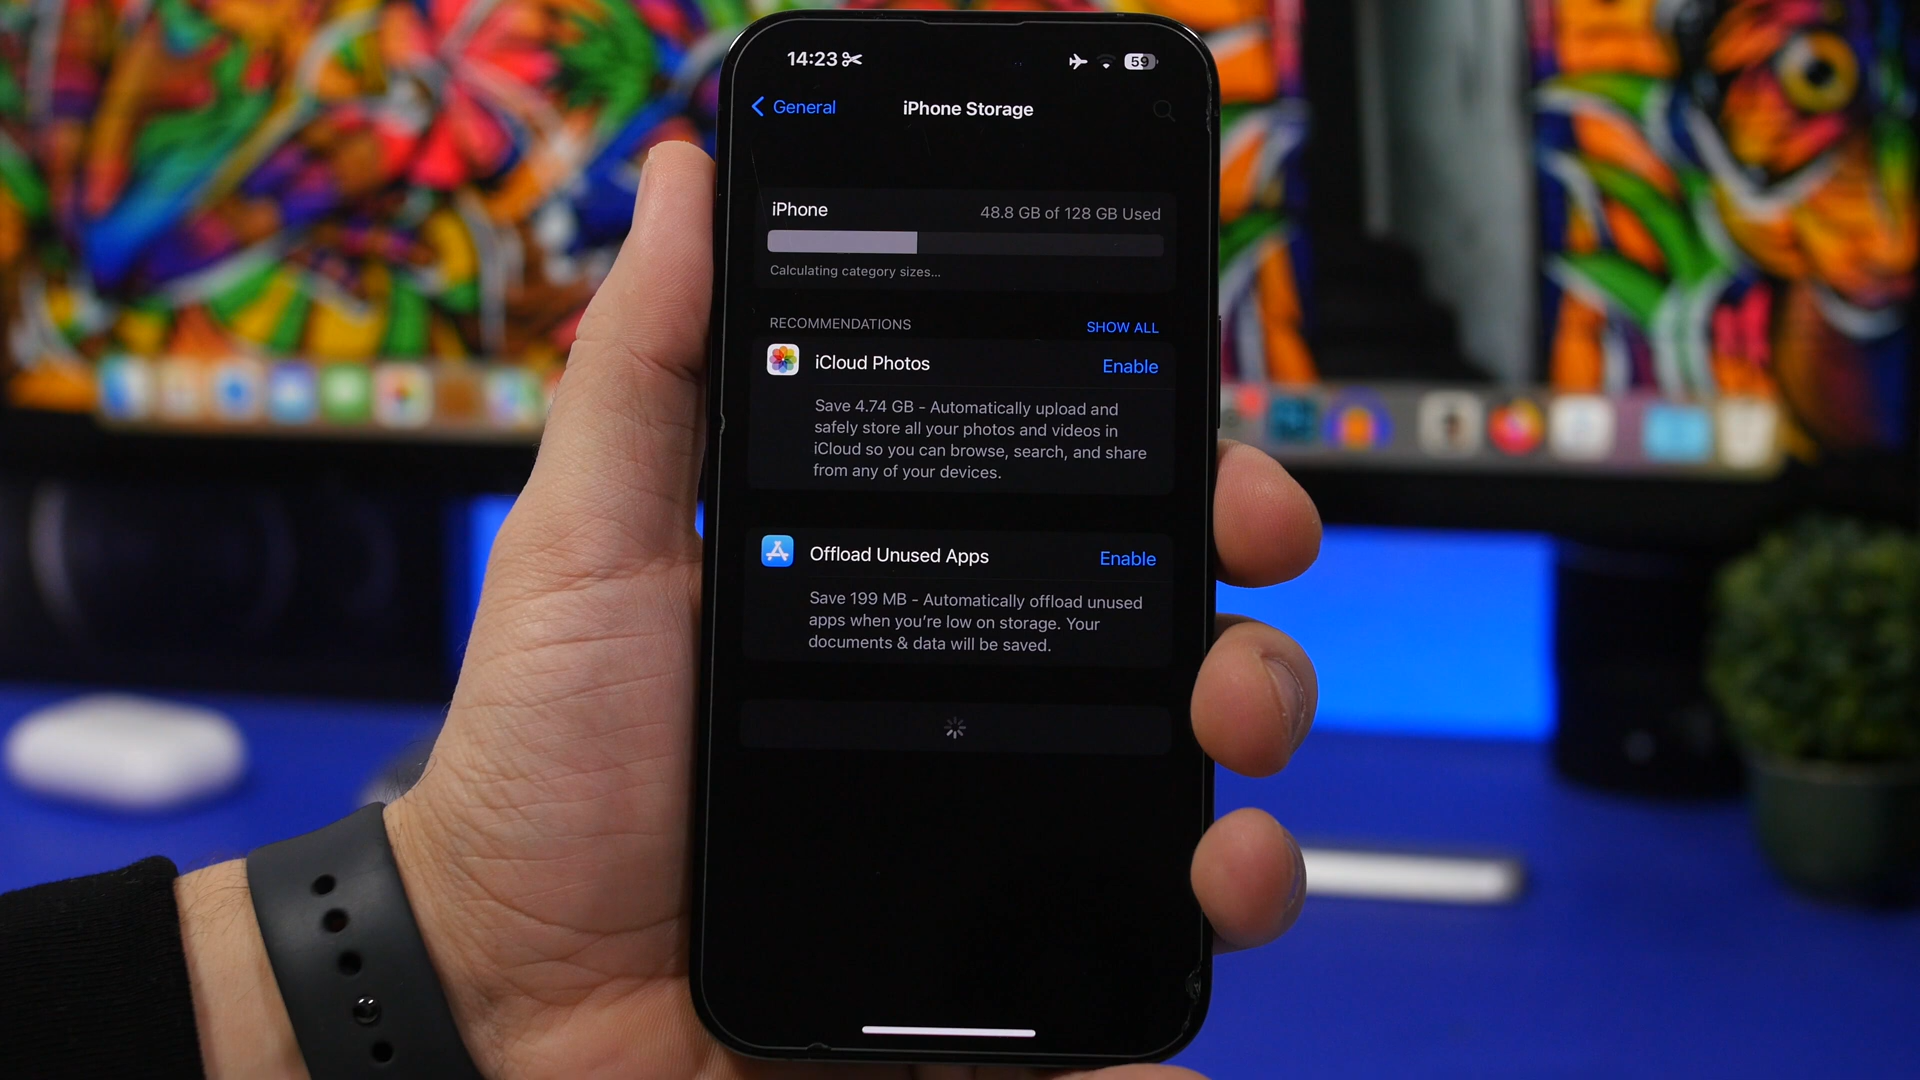 14:23
59
General
iPhone Storage
iPhone
48.8 GB of 128 GB Used
Calculating category sizes...
RECOMMENDATIONS
SHOW ALL
iCloud Photos
Enable
Save 4.74 GB - Automatically upload and
safely store all your photos and videos in
iCloud so you can browse, search, and share
from any of your devices.
Offload Unused Apps
Enable
Save 199 MB - Automatically offload unused
apps when you’re low on storage. Your
documents & data will be saved.